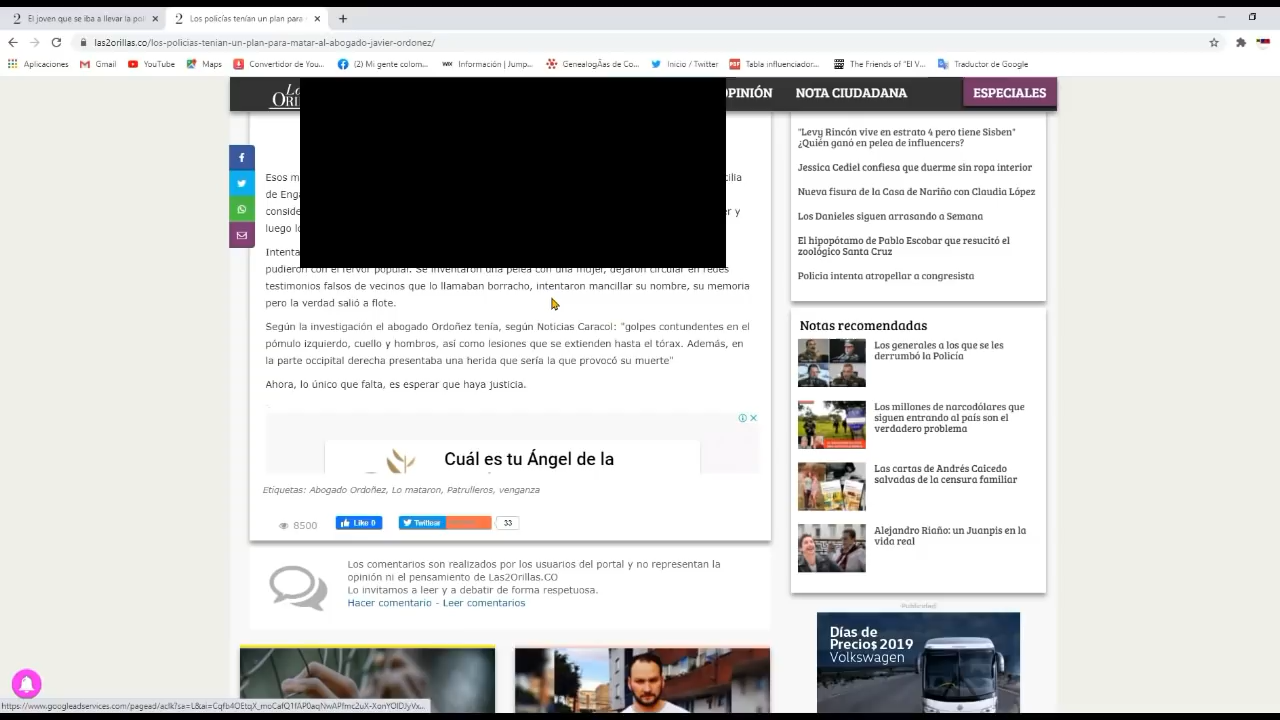 El joven que se iba a llevar la poli
Los policías tenían un plan para
las2orillas.co/los-policias-tenian-un-plan-para-matar-al-abogado-javier-ordonez/
Aplicaciones
Gmail
YouTube
Maps
Convertidor de You...
(2) Mi gente colom...
Información | Jump...
GenealogÃ­as de Co...
Inicio / Twitter
Tabla influenciador...
The Friends of "El V...
Traductor de Google
OPINIÓN
NOTA CIUDADANA
ESPECIALES
"Levy Rincón vive en estrato 4 pero tiene Sisben"
¿Quién ganó en pelea de influencers?
Jessica Cediel confiesa que duerme sin ropa interior
Nueva fisura de la Casa de Nariño con Claudia López
Los Danieles siguen arrasando a Semana
El hipopótamo de Pablo Escobar que resucitó el
zoológico Santa Cruz
Policia intenta atropellar a congresista
Esos
de
y
luego
pudieron con el fervor popular. Se inventaron una pelea con una mujer, dejaron circular en redes
testimonios falsos de vecinos que lo llamaban borracho, intentaron mancillar su nombre, su memoria
pero la verdad salió a flote.
Según la investigación el abogado Ordoñez tenía, según Noticias Caracol: "golpes contundentes en el
pómulo izquierdo, cuello y hombros, así como lesiones que se extienden hasta el tórax. Además, en
la parte occipital derecha presentaba una herida que sería la que provocó su muerte"
Ahora, lo único que falta, es esperar que haya justicia.
Cuál es tu Ángel de la
Etiquetas: Abogado Ordoñez, Lo mataron, Patrulleros, venganza
8500
Like 0
Twittear
33
Los comentarios son realizados por los usuarios del portal y no representan la
opinión ni el pensamiento de Las2Orillas.CO
Lo invitamos a leer y a debatir de forma respetuosa.
Hacer comentario - Leer comentarios
Notas recomendadas
Los generales a los que se les
derrumbó la Policía
Los millones de narcodólares que
siguen entrando al país son el
verdadero problema
Las cartas de Andrés Caicedo
salvadas de la censura familiar
Alejandro Riaño: un Juanpis en la
vida real
Publicidad
Días de
Precio$ 2019
Volkswagen